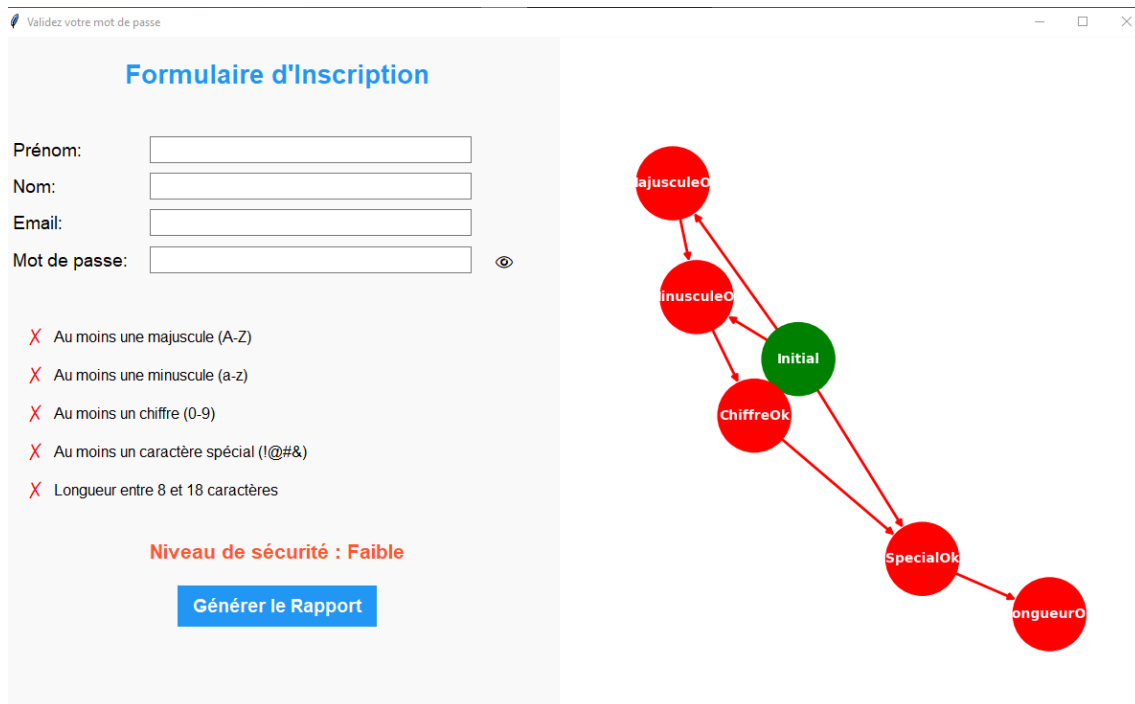 Validez votre mot de passe
Formulaire d'Inscription
Prénom:
Nom:
Email:
Mot de passe:
✗ Au moins une majuscule (A-Z)
✗ Au moins une minuscule (a-z)
✗ Au moins un chiffre (0-9)
✗ Au moins un caractère spécial (!@#&)
✗ Longueur entre 8 et 18 caractères
Niveau de sécurité : Faible
Générer le Rapport
ajusculeO
inusculeO
Initial
ChiffreOk
SpecialOk
ongueurO